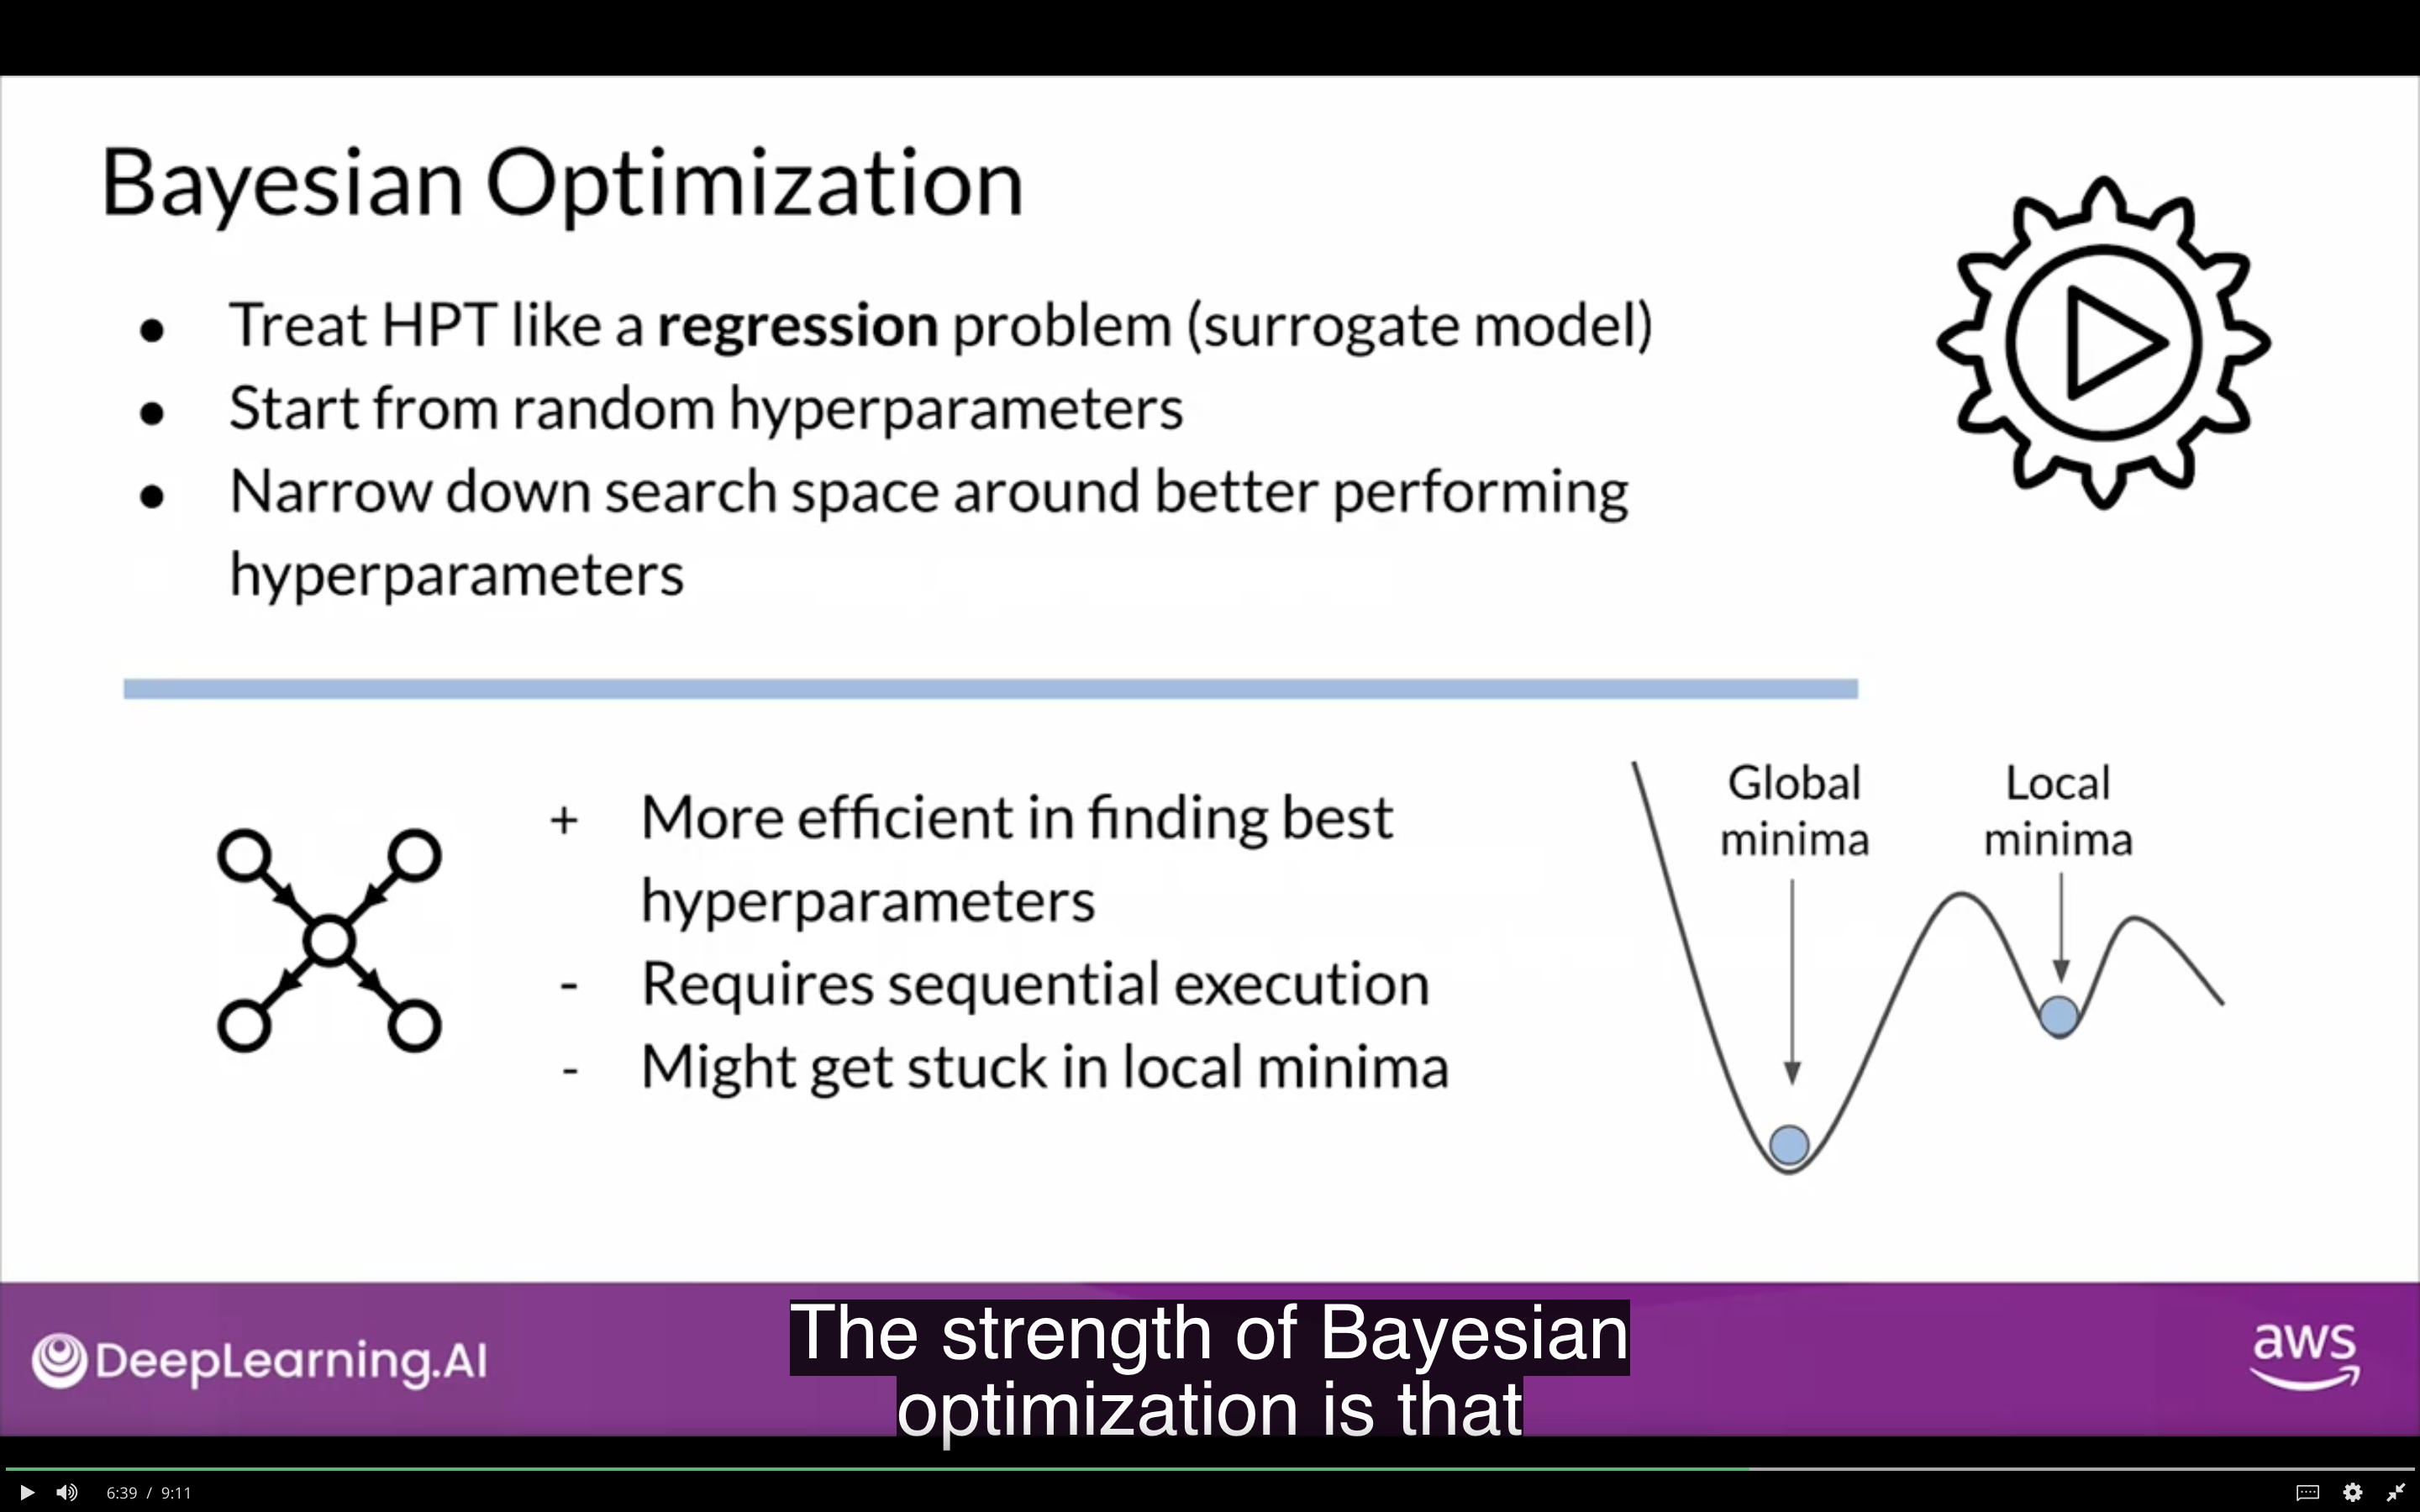 Bayesian Optimization
● Treat HPT like a regression problem (surrogate model)
● Start from random hyperparameters
● Narrow down search space around better performing
hyperparameters
+ More efficient in finding best
hyperparameters
- Requires sequential execution
- Might get stuck in local minima
Global
minima
Local
minima
DeepLearning.AI
The strength of Bayesian
optimization is that
aws
6:39 / 9:11